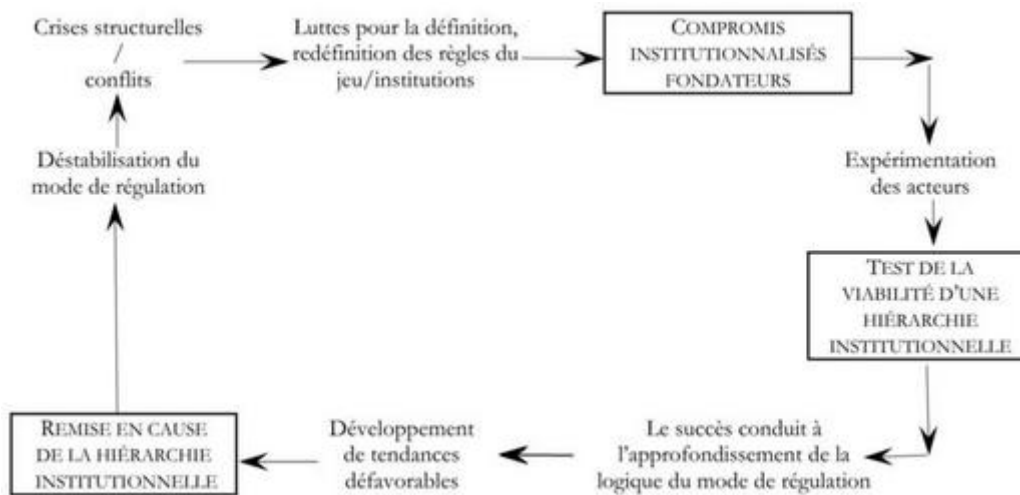 Crises structurelles
/
conflits
Luttes pour la définition,
redéfinition des règles du
jeu/institutions
COMPROMIS
INSTITUTIONNALISÉS
FONDATEURS
Expérimentation
des acteurs
TEST DE LA
VIABILITÉ D'UNE
HIÉRARCHIE
INSTITUTIONNELLE
Le succès conduit à
l'approfondissement de la
logique du mode de régulation
Développement
de tendances
défavorables
REMISE EN CAUSE
DE LA HIÉRARCHIE
INSTITUTIONNELLE
Déstabilisation du
mode de régulation